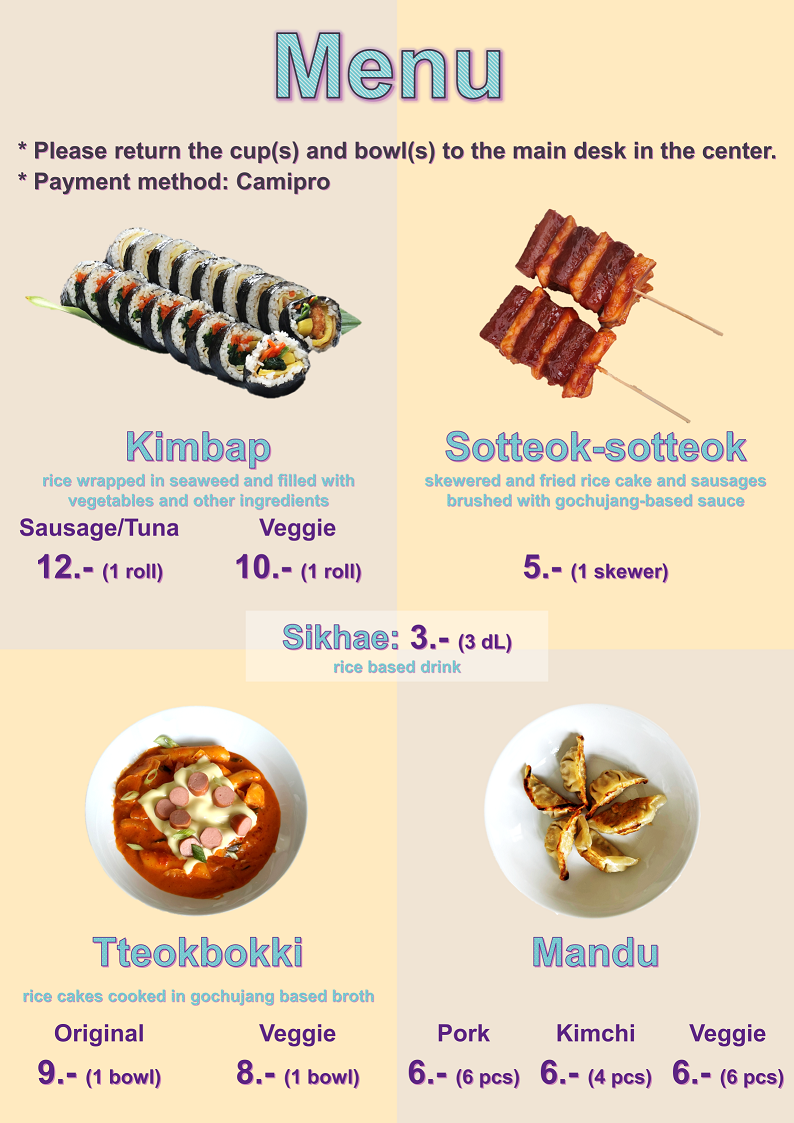 Menu
* Please return the cup(s) and bowl(s) to the main desk in the center.
* Payment method: Camipro
Kimbap
rice wrapped in seaweed and filled with
vegetables and other ingredients
Sausage/Tuna Veggie
12.- (1 roll) 10.- (1 roll)
Sotteok-sotteok
skewered and fried rice cake and sausages
brushed with gochujang-based sauce
5.- (1 skewer)
Sikhae: 3.- (3 dL)
rice based drink
Tteokbokki
rice cakes cooked in gochujang based broth
Original Veggie
9.- (1 bowl) 8.- (1 bowl)
Mandu
Pork Kimchi Veggie
6.- (6 pcs) 6.- (4 pcs) 6.- (6 pcs)